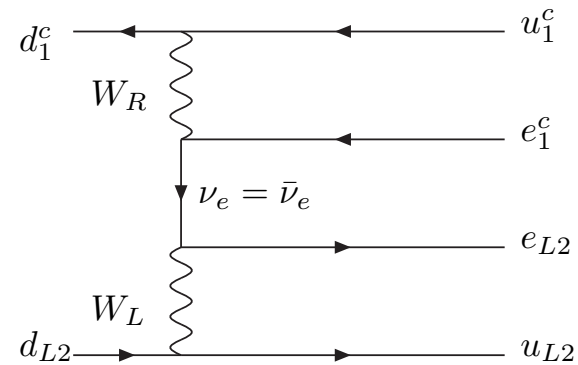 d_1^c u_1^c
W_R
e_1^c
ν_e = ν̄_e
e_{L2}
W_L
d_{L2} u_{L2}